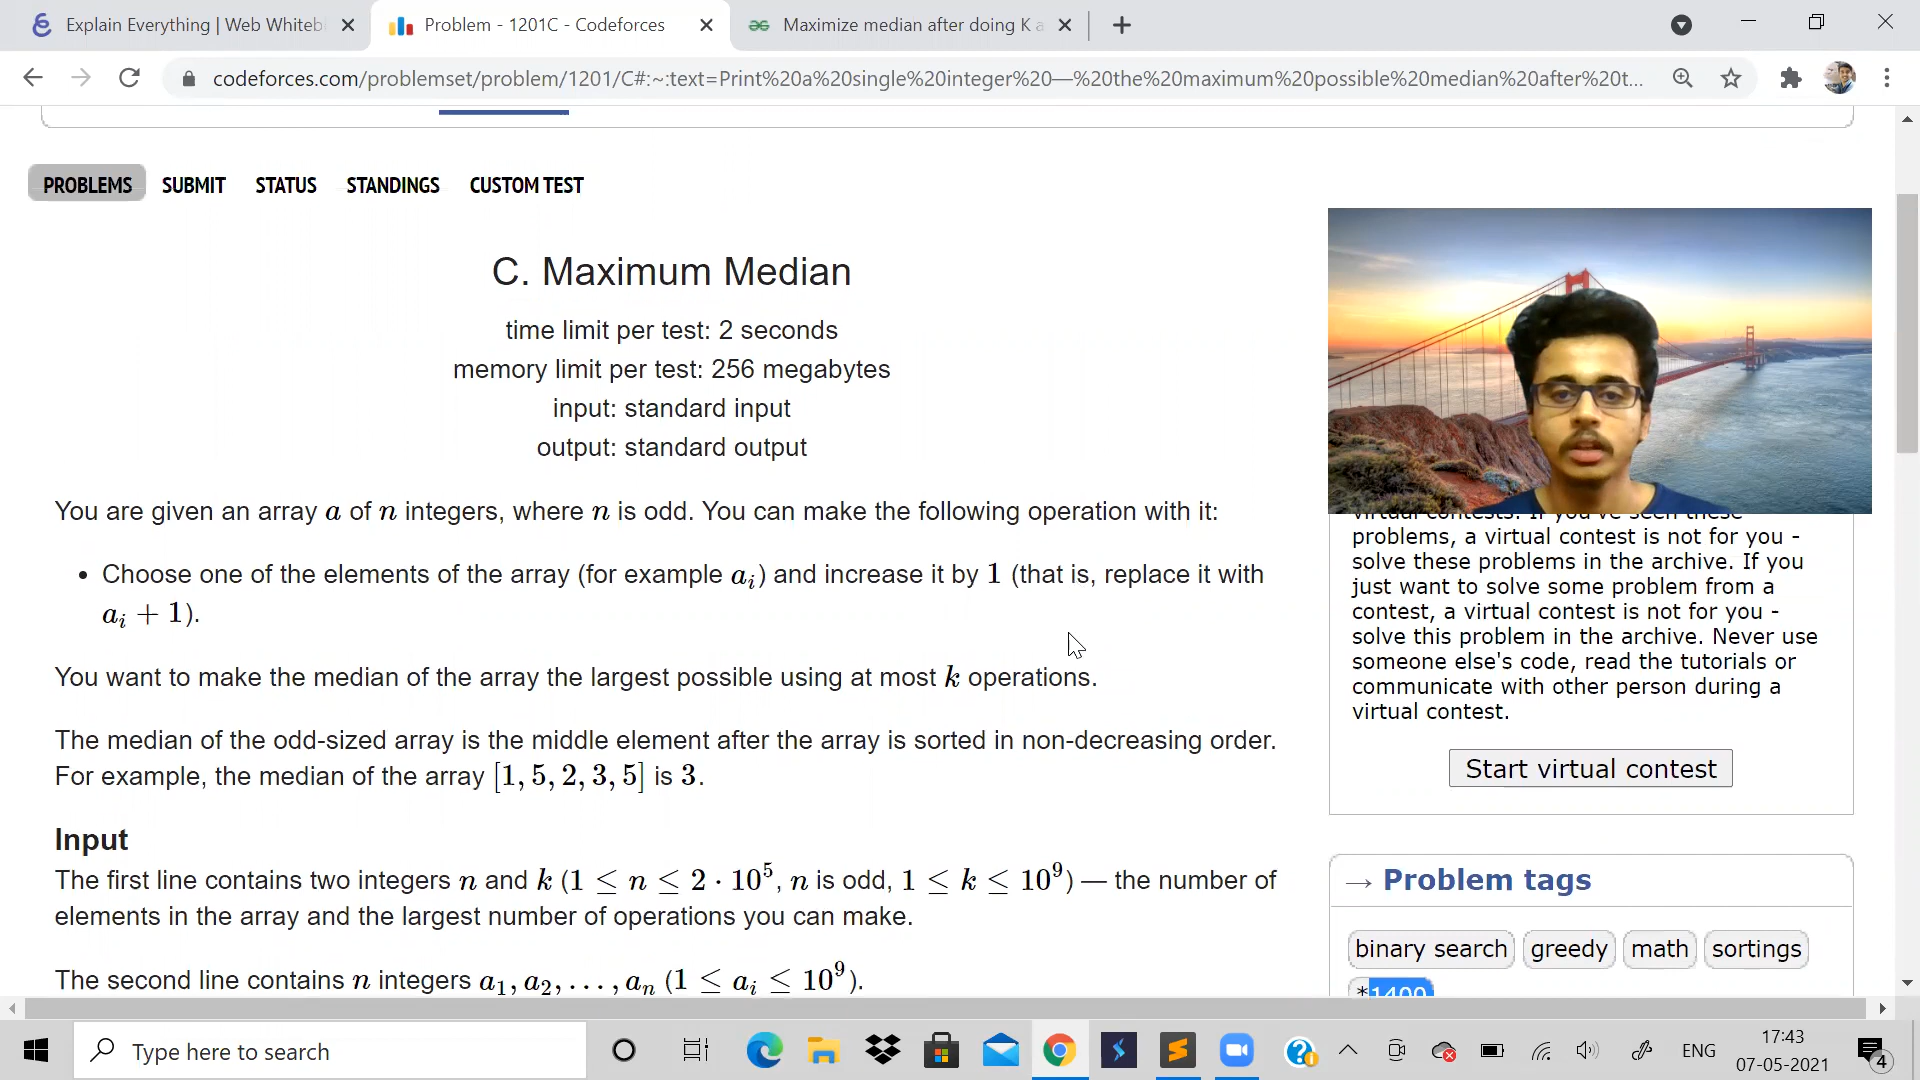 Explain Everything | Web Whiteb
Problem - 1201C - Codeforces
Maximize median after doing K a
codeforces.com/problemset/problem/1201/C#:~:text=Print%20a%20single%20integer%20—%20the%20maximum%20possible%20median%20after%20t...
PROBLEMS SUBMIT STATUS STANDINGS CUSTOM TEST
C. Maximum Median
time limit per test: 2 seconds
memory limit per test: 256 megabytes
input: standard input
output: standard output
You are given an array a of n integers, where n is odd. You can make the following operation with it:
• Choose one of the elements of the array (for example a_i) and increase it by 1 (that is, replace it with
a_i + 1).
You want to make the median of the array the largest possible using at most k operations.
The median of the odd-sized array is the middle element after the array is sorted in non-decreasing order.
For example, the median of the array [1, 5, 2, 3, 5] is 3.
Input
The first line contains two integers n and k (1 ≤ n ≤ 2 · 10^5, n is odd, 1 ≤ k ≤ 10^9) — the number of
elements in the array and the largest number of operations you can make.
The second line contains n integers a_1, a_2, . . . , a_n (1 ≤ a_i ≤ 10^9).
virtual contests. If you've seen these
problems, a virtual contest is not for you -
solve these problems in the archive. If you
just want to solve some problem from a
contest, a virtual contest is not for you -
solve this problem in the archive. Never use
someone else's code, read the tutorials or
communicate with other person during a
virtual contest.
Start virtual contest
→ Problem tags
binary search greedy math sortings
*1400
Type here to search
ENG
17:43
07-05-2021
4